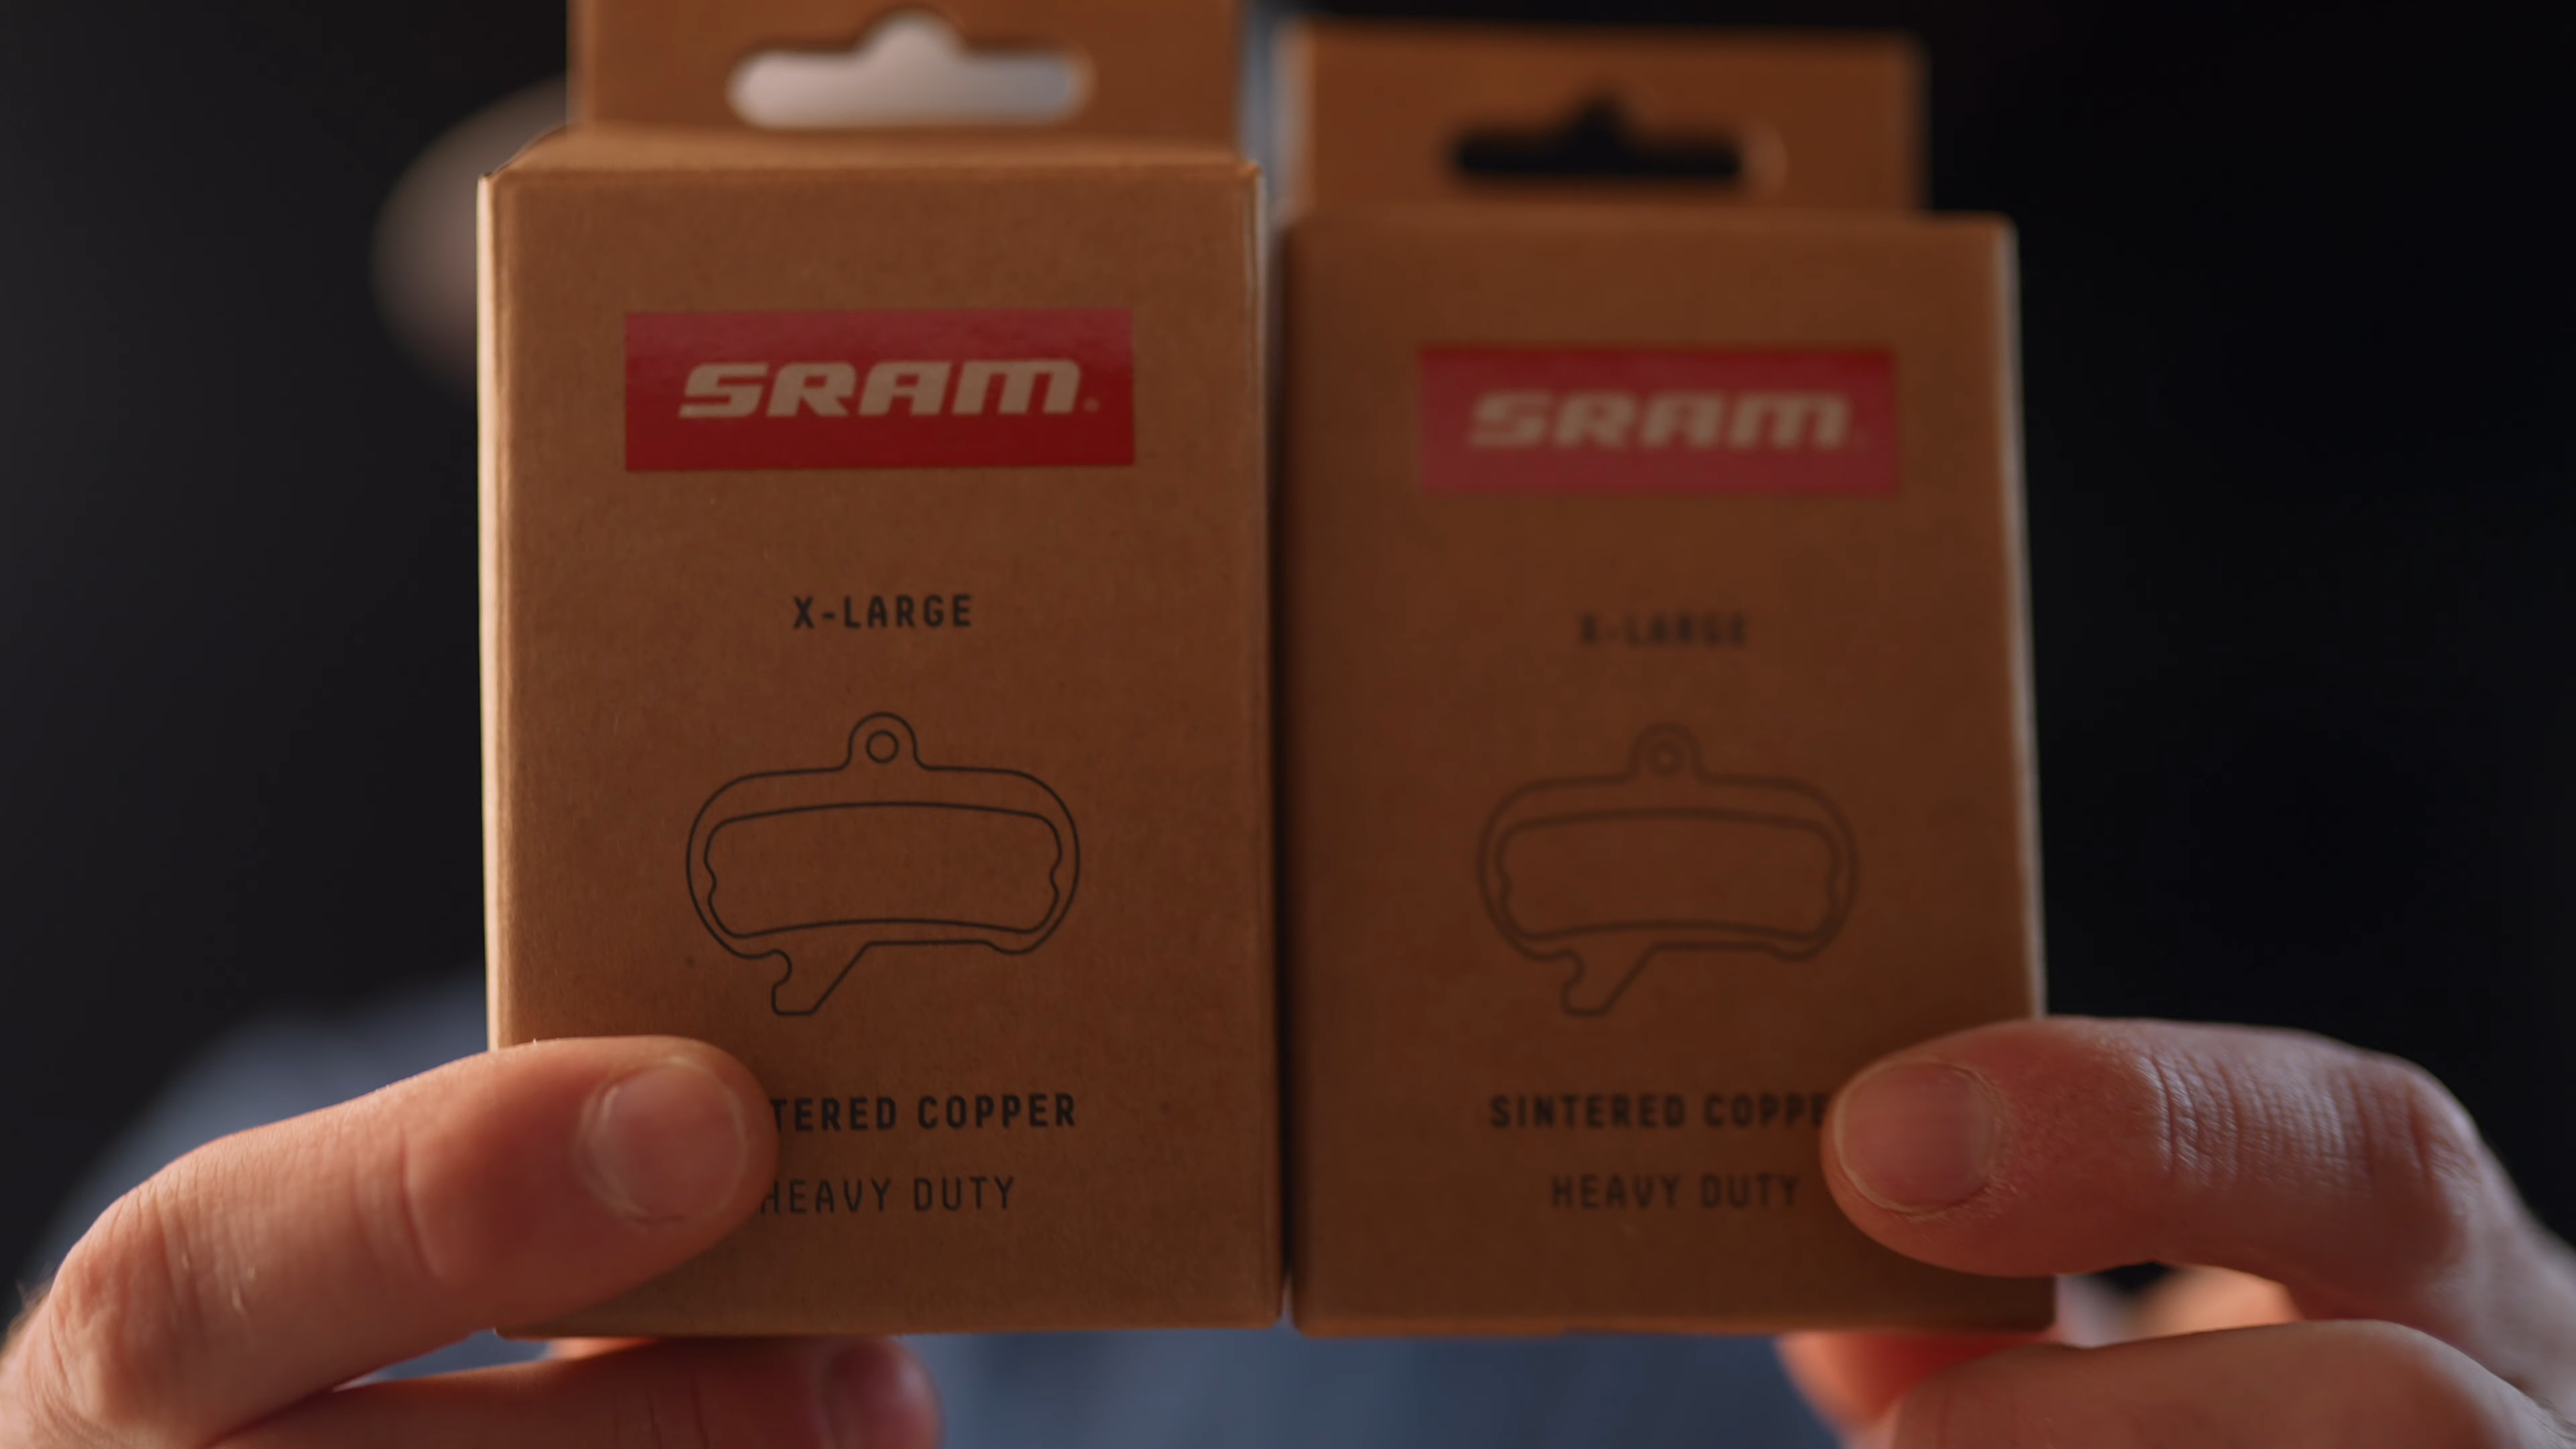 SRAM
X-LARGE
TERED COPPER
HEAVY DUTY
SRAM
X-LARGE
SINTERED COPPE
HEAVY DUTY